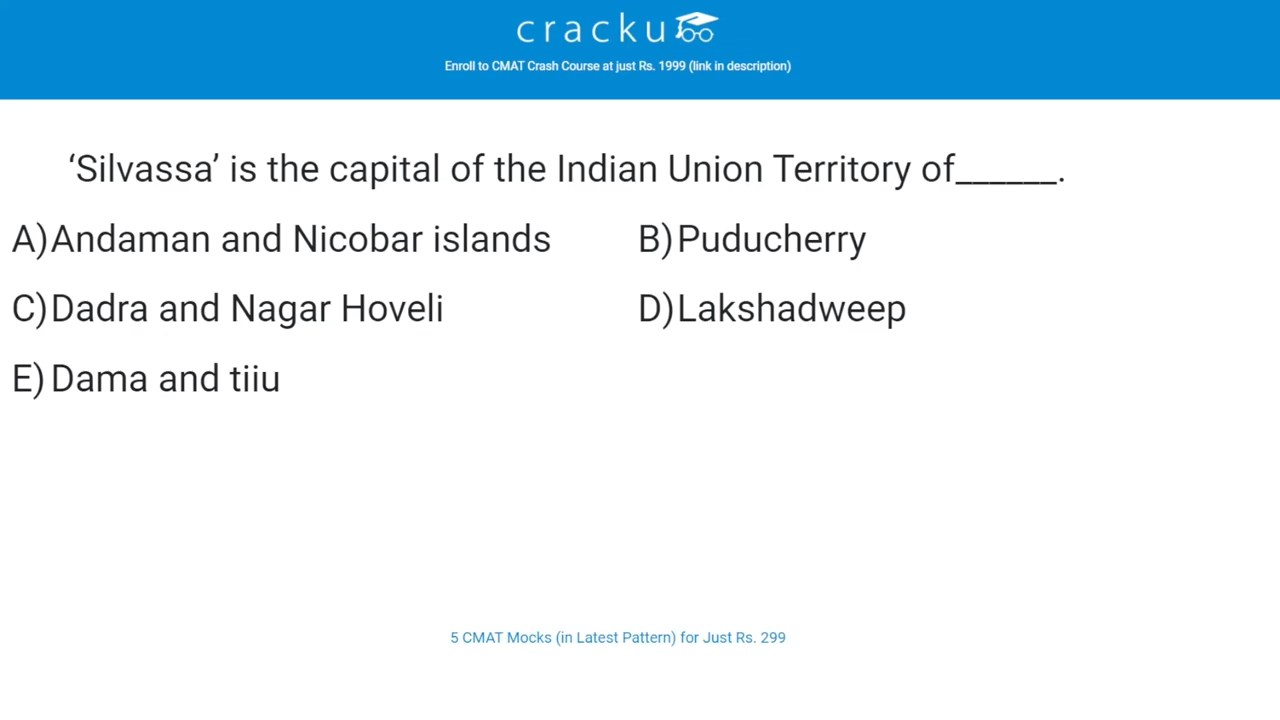 cracku
Enroll to CMAT Crash Course at just Rs. 1999 (link in description)
‘Silvassa’ is the capital of the Indian Union Territory of______.
A)Andaman and Nicobar islands B)Puducherry
C)Dadra and Nagar Hoveli D)Lakshadweep
E)Dama and tiiu
5 CMAT Mocks (in Latest Pattern) for Just Rs. 299